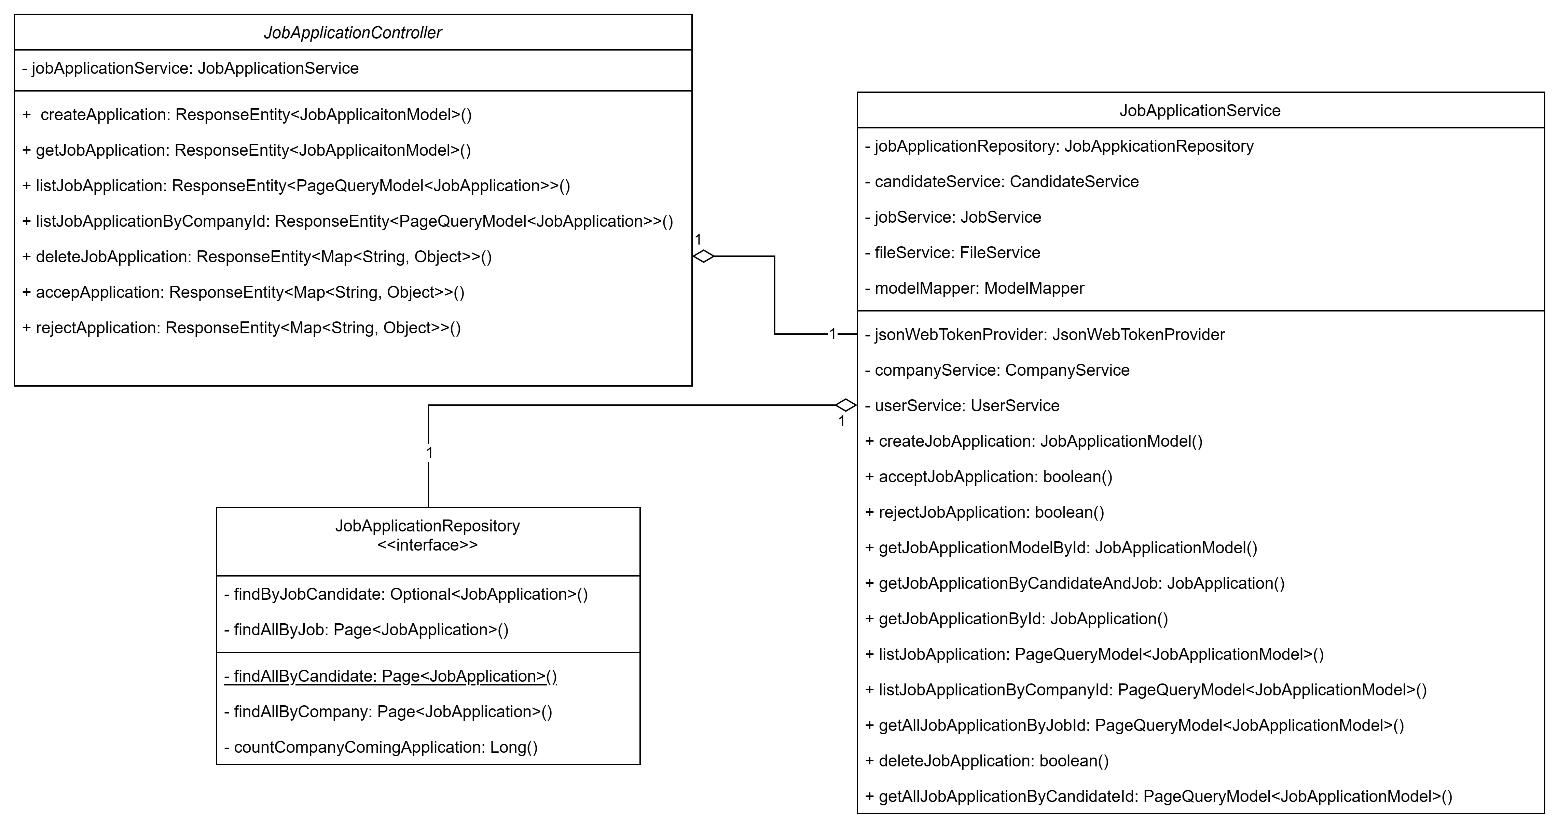 JobApplicationController
- jobApplicationService: JobApplicationService
+ createApplication: ResponseEntity<JobApplicaitonModel>()
+ getJobApplication: ResponseEntity<JobApplicaitonModel>()
+ listJobApplication: ResponseEntity<PageQueryModel<JobApplication>>()
+ listJobApplicationByCompanyId: ResponseEntity<PageQueryModel<JobApplication>>()
+ deleteJobApplication: ResponseEntity<Map<String, Object>>()
+ accepApplication: ResponseEntity<Map<String, Object>>()
+ rejectApplication: ResponseEntity<Map<String, Object>>()
1
1
JobApplicationService
- jobApplicationRepository: JobAppkicationRepository
- candidateService: CandidateService
- jobService: JobService
- fileService: FileService
- modelMapper: ModelMapper
- jsonWebTokenProvider: JsonWebTokenProvider
- companyService: CompanyService
- userService: UserService
+ createJobApplication: JobApplicationModel()
+ acceptJobApplication: boolean()
+ rejectJobApplication: boolean()
+ getJobApplicationModelById: JobApplicationModel()
+ getJobApplicationByCandidateAndJob: JobApplication()
+ getJobApplicationById: JobApplication()
+ listJobApplication: PageQueryModel<JobApplicationModel>()
+ listJobApplicationByCompanyId: PageQueryModel<JobApplicationModel>()
+ getAllJobApplicationByJobId: PageQueryModel<JobApplicationModel>()
+ deleteJobApplication: boolean()
+ getAllJobApplicationByCandidateId: PageQueryModel<JobApplicationModel>()
1
1
JobApplicationRepository
<<interface>>
- findByJobCandidate: Optional<JobApplication>()
- findAllByJob: Page<JobApplication>()
- findAllByCandidate: Page<JobApplication>()
- findAllByCompany: Page<JobApplication>()
- countCompanyComingApplication: Long()